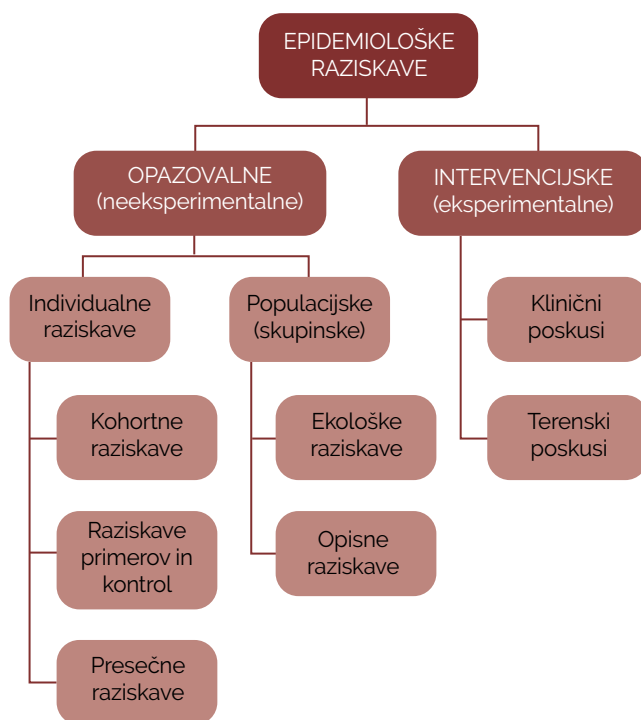 EPIDEMIOLOŠKE
RAZISKAVE
OPAZOVALNE
(neeksperimentalne)
INTERVENCIJSKE
(eksperimentalne)
Individualne
raziskave
Populacijske
(skupinske)
Klinični
poskusi
Kohortne
raziskave
Ekološke
raziskave
Terenski
poskusi
Raziskave
primerov in
kontrol
Opisne
raziskave
Presečne
raziskave